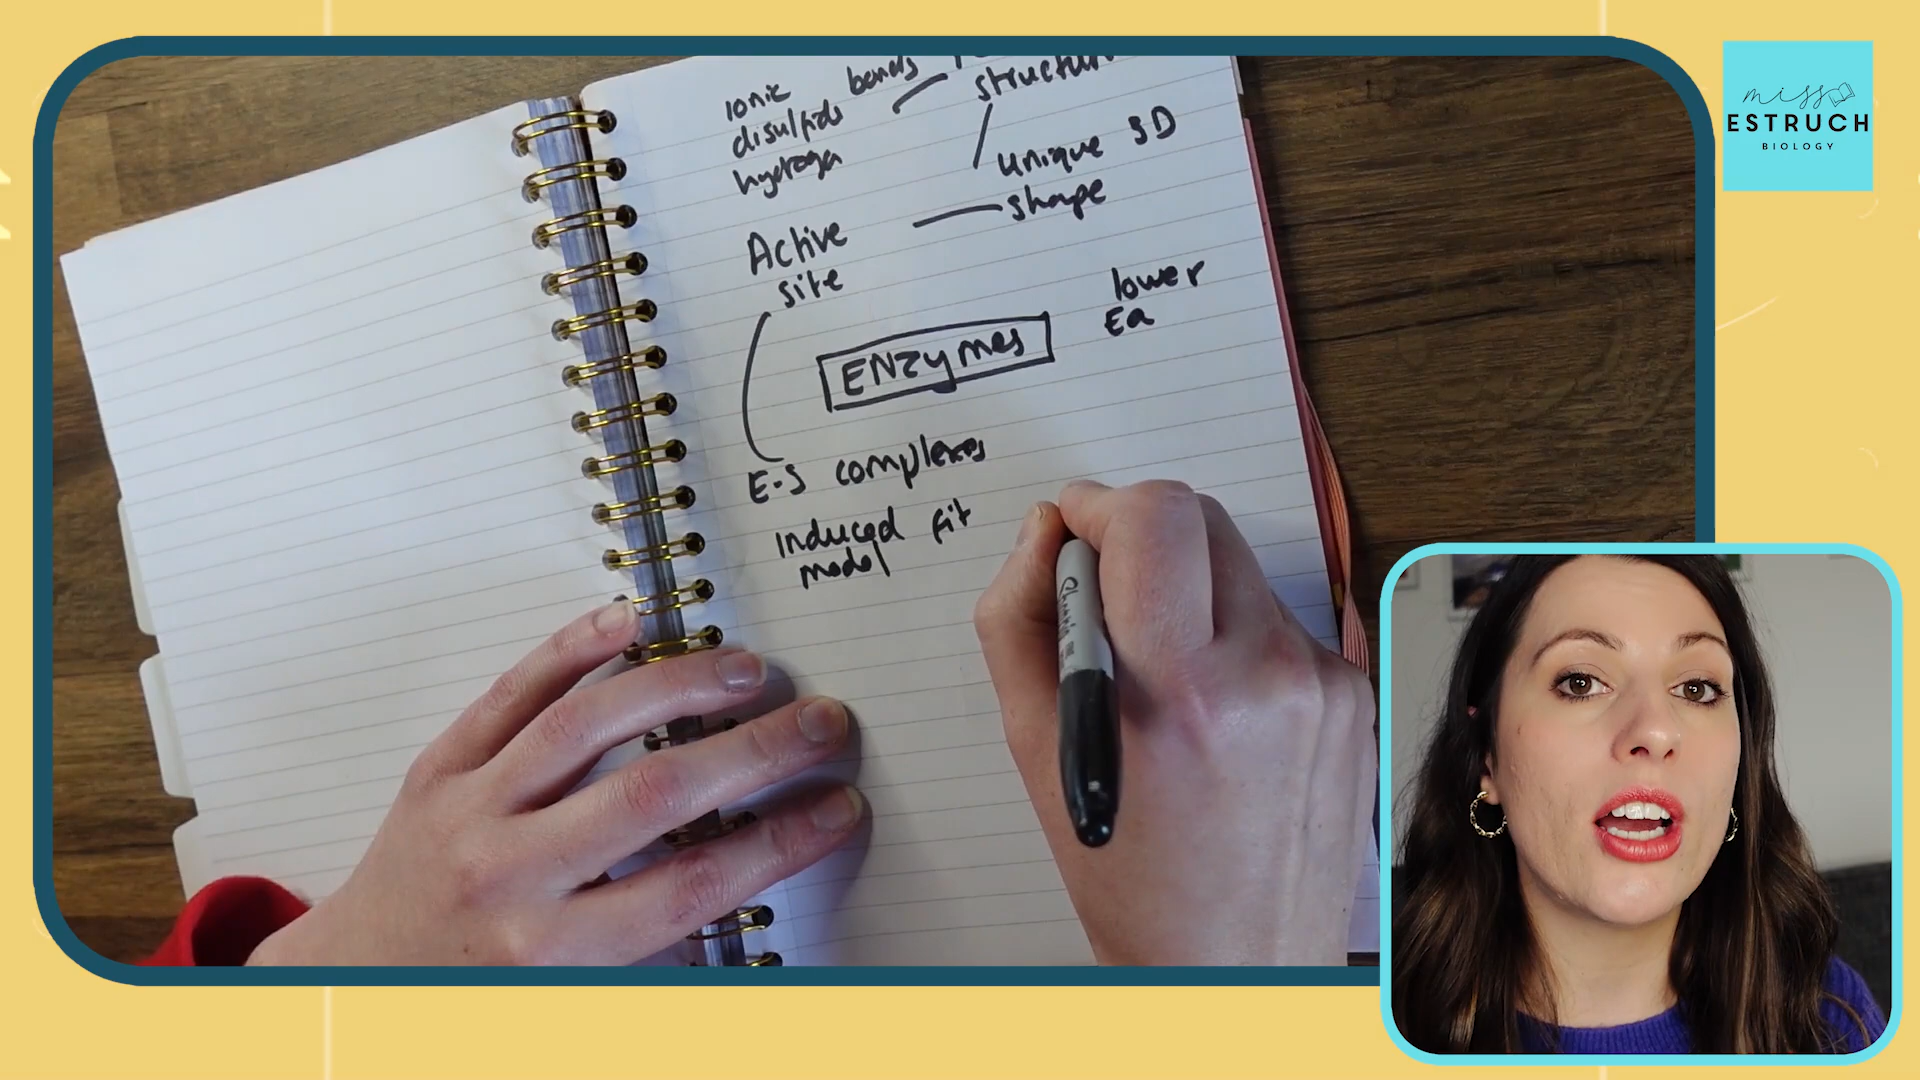 Ionic
disulfide bonds
hydrogen
structure
unique 3D
shape
Active
site
lower
Ea
ENzymes
E-S complexes
induced fit
model
miss
ESTRUCH
BIOLOGY